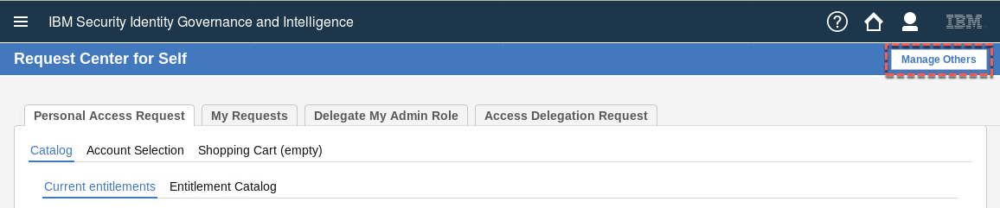 IBM Security Identity Governance and Intelligence
IBM
Request Center for Self
Manage Others
Personal Access Request
My Requests
Delegate My Admin Role
Access Delegation Request
Catalog
Account Selection
Shopping Cart (empty)
Current entitlements
Entitlement Catalog